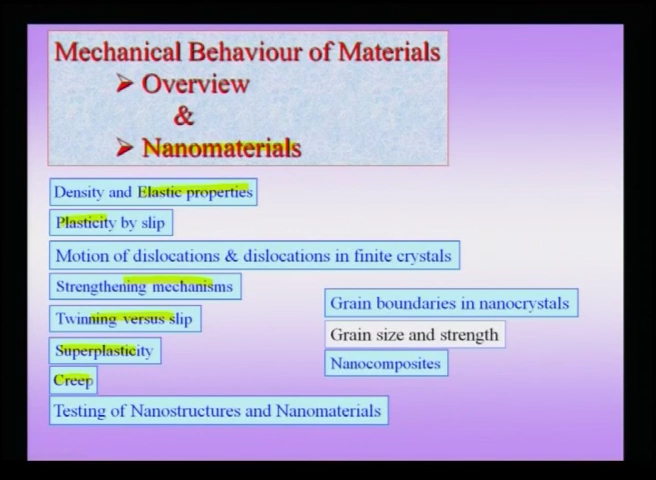 Mechanical Behaviour of Materials
➢ Overview
&
➢ Nanomaterials
Density and Elastic properties
Plasticity by slip
Motion of dislocations & dislocations in finite crystals
Strengthening mechanisms
Twinning versus slip
Superplasticity
Creep
Testing of Nanostructures and Nanomaterials
Grain boundaries in nanocrystals
Grain size and strength
Nanocomposites